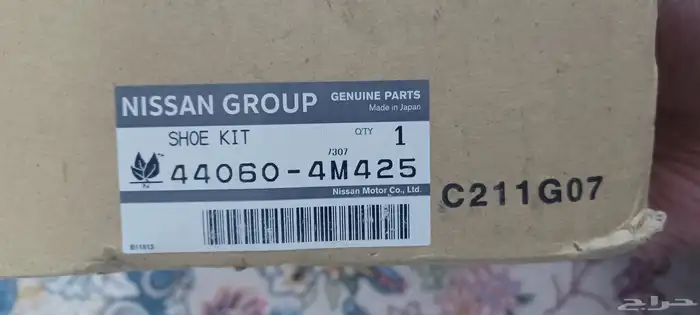 NISSAN GROUP GENUINE PARTS
Made in Japan
SHOE KIT QTY 1
7307
44060-4M425
Nissan Motor Co., Ltd.
C211G07
حراج